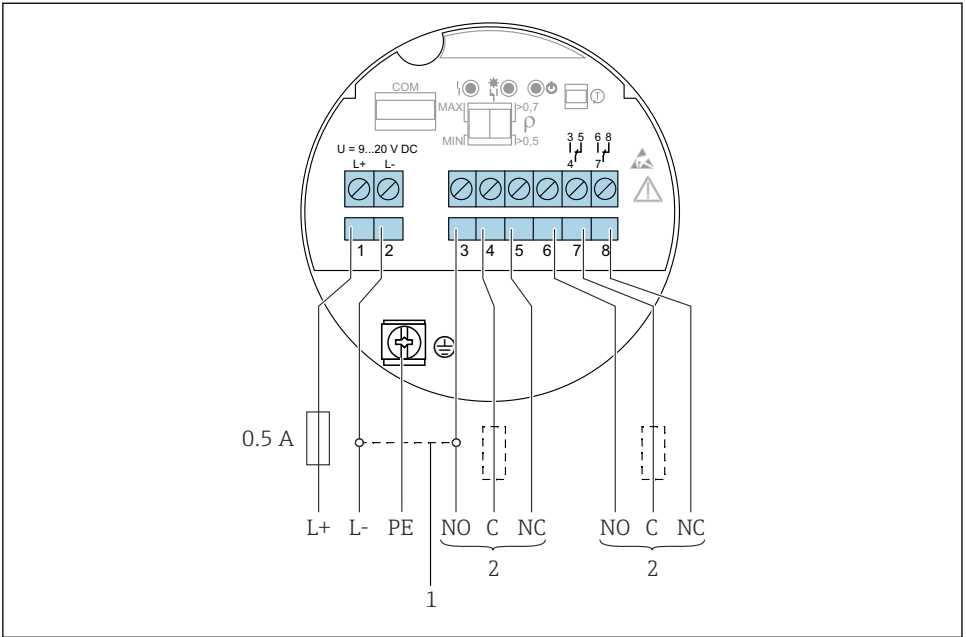 COM
MAX >0,7
ρ
MIN >0,5
U = 9...20 V DC
L+ L-
3 5 6 8
4 7
1 2 3 4 5 6 7 8
0.5 A
L+ L- PE NO C NC NO C NC
2 2
1